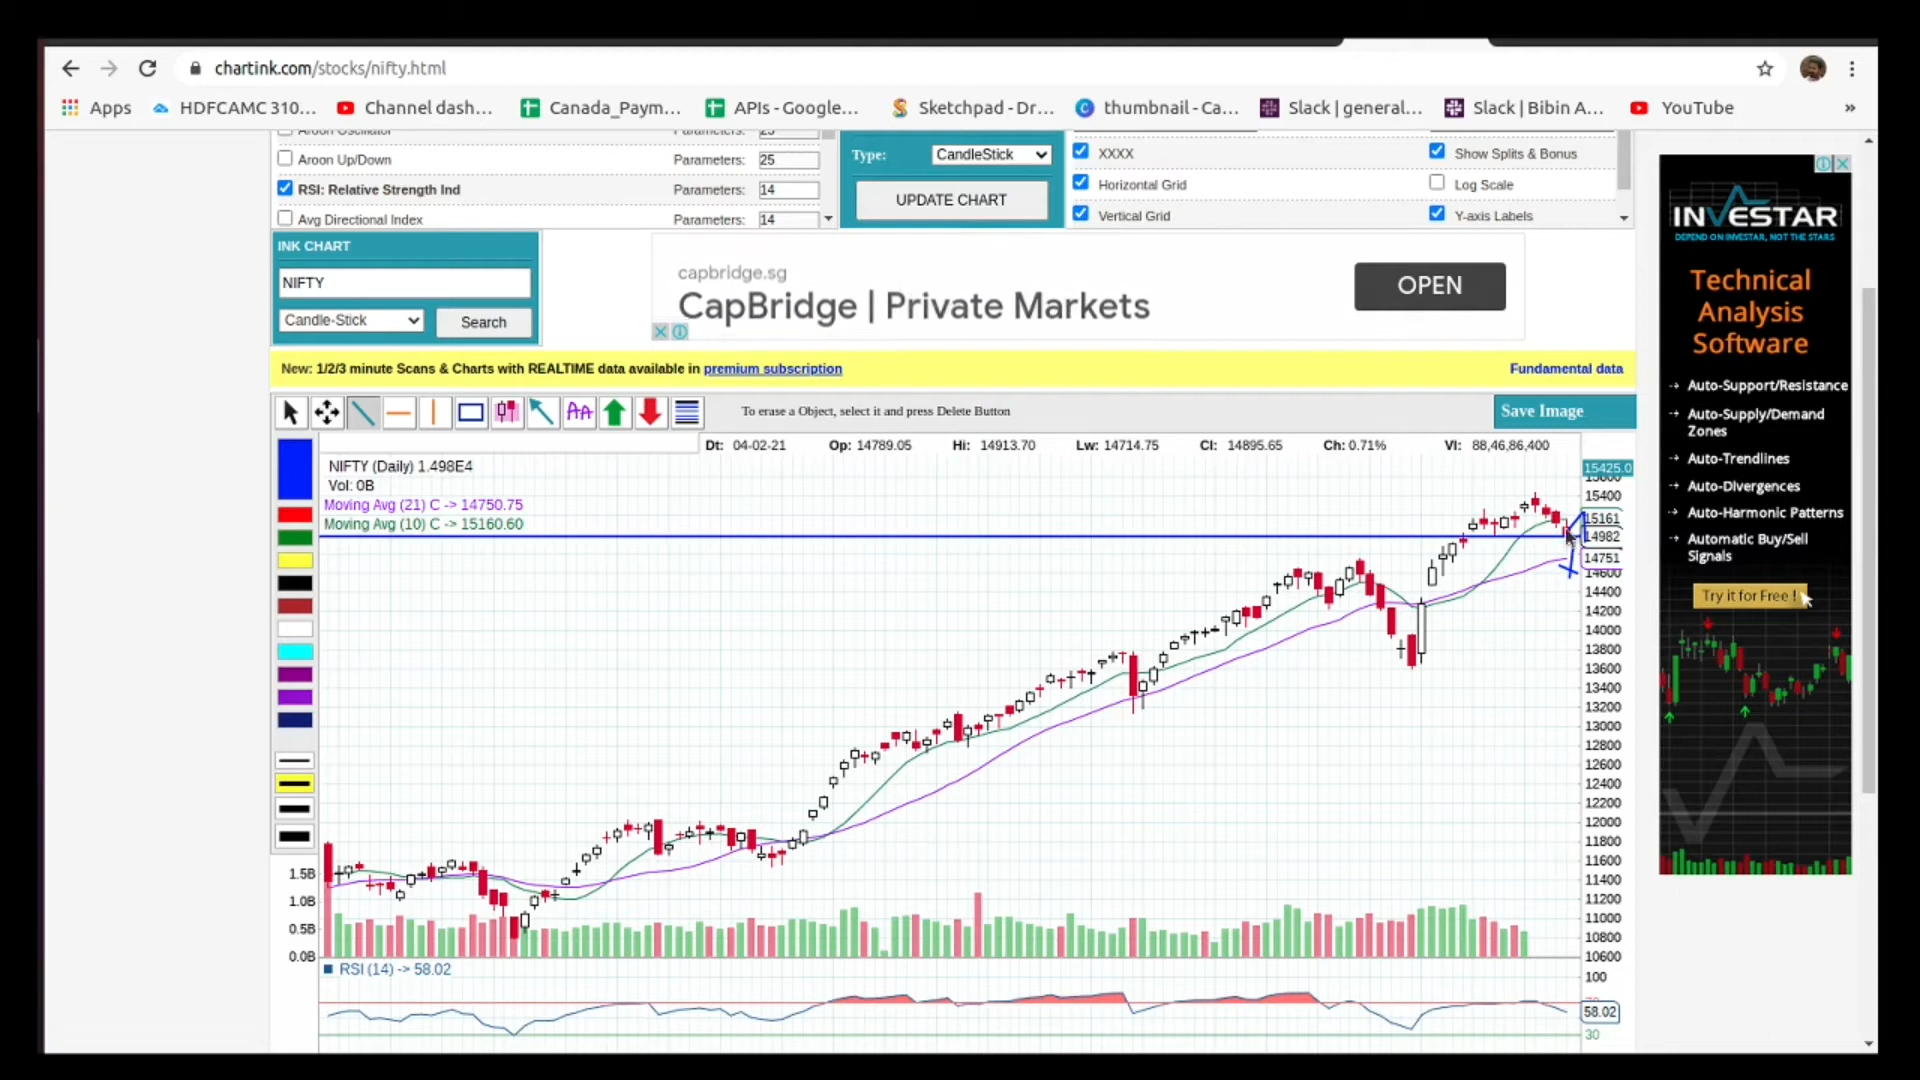 chartink.com/stocks/nifty.html
Apps HDFCAMC 310... Channel dash... Canada_Paym... APIs - Google... Sketchpad - Dr... thumbnail - Ca... Slack | general... Slack | Bibin A... YouTube »
Aroon Oscillator Parameters: 25
Aroon Up/Down Parameters: 25
RSI: Relative Strength Ind Parameters: 14
Avg Directional Index Parameters: 14
Type: CandleStick
UPDATE CHART
XXXX Show Splits & Bonus
Horizontal Grid Log Scale
Vertical Grid Y-axis Labels
INK CHART
NIFTY
Candle-Stick Search
capbridge.sg
CapBridge | Private Markets
OPEN
New: 1/2/3 minute Scans & Charts with REALTIME data available in premium subscription Fundamental data
To erase a Object, select it and press Delete Button
Save Image
Dt: 04-02-21 Op: 14789.05 Hi: 14913.70 Lw: 14714.75 Cl: 14895.65 Ch: 0.71% Vl: 88,46,86,400
NIFTY (Daily) 1.498E4
Vol: 0B
Moving Avg (21) C -> 14750.75
Moving Avg (10) C -> 15160.60
15425.0
15600
15400
15161
14982
14751
14600
14400
14200
14000
13800
13600
13400
13200
13000
12800
12600
12400
12200
12000
11800
11600
11400
11200
11000
10800
10600
1.5B
1.0B
0.5B
0.0B
RSI (14) -> 58.02
100
70
58.02
30
INVESTAR
DEPEND ON INVESTAR, NOT THE STARS
Technical
Analysis
Software
Auto-Support/Resistance
Auto-Supply/Demand
Zones
Auto-Trendlines
Auto-Divergences
Auto-Harmonic Patterns
Automatic Buy/Sell
Signals
Try it for Free !